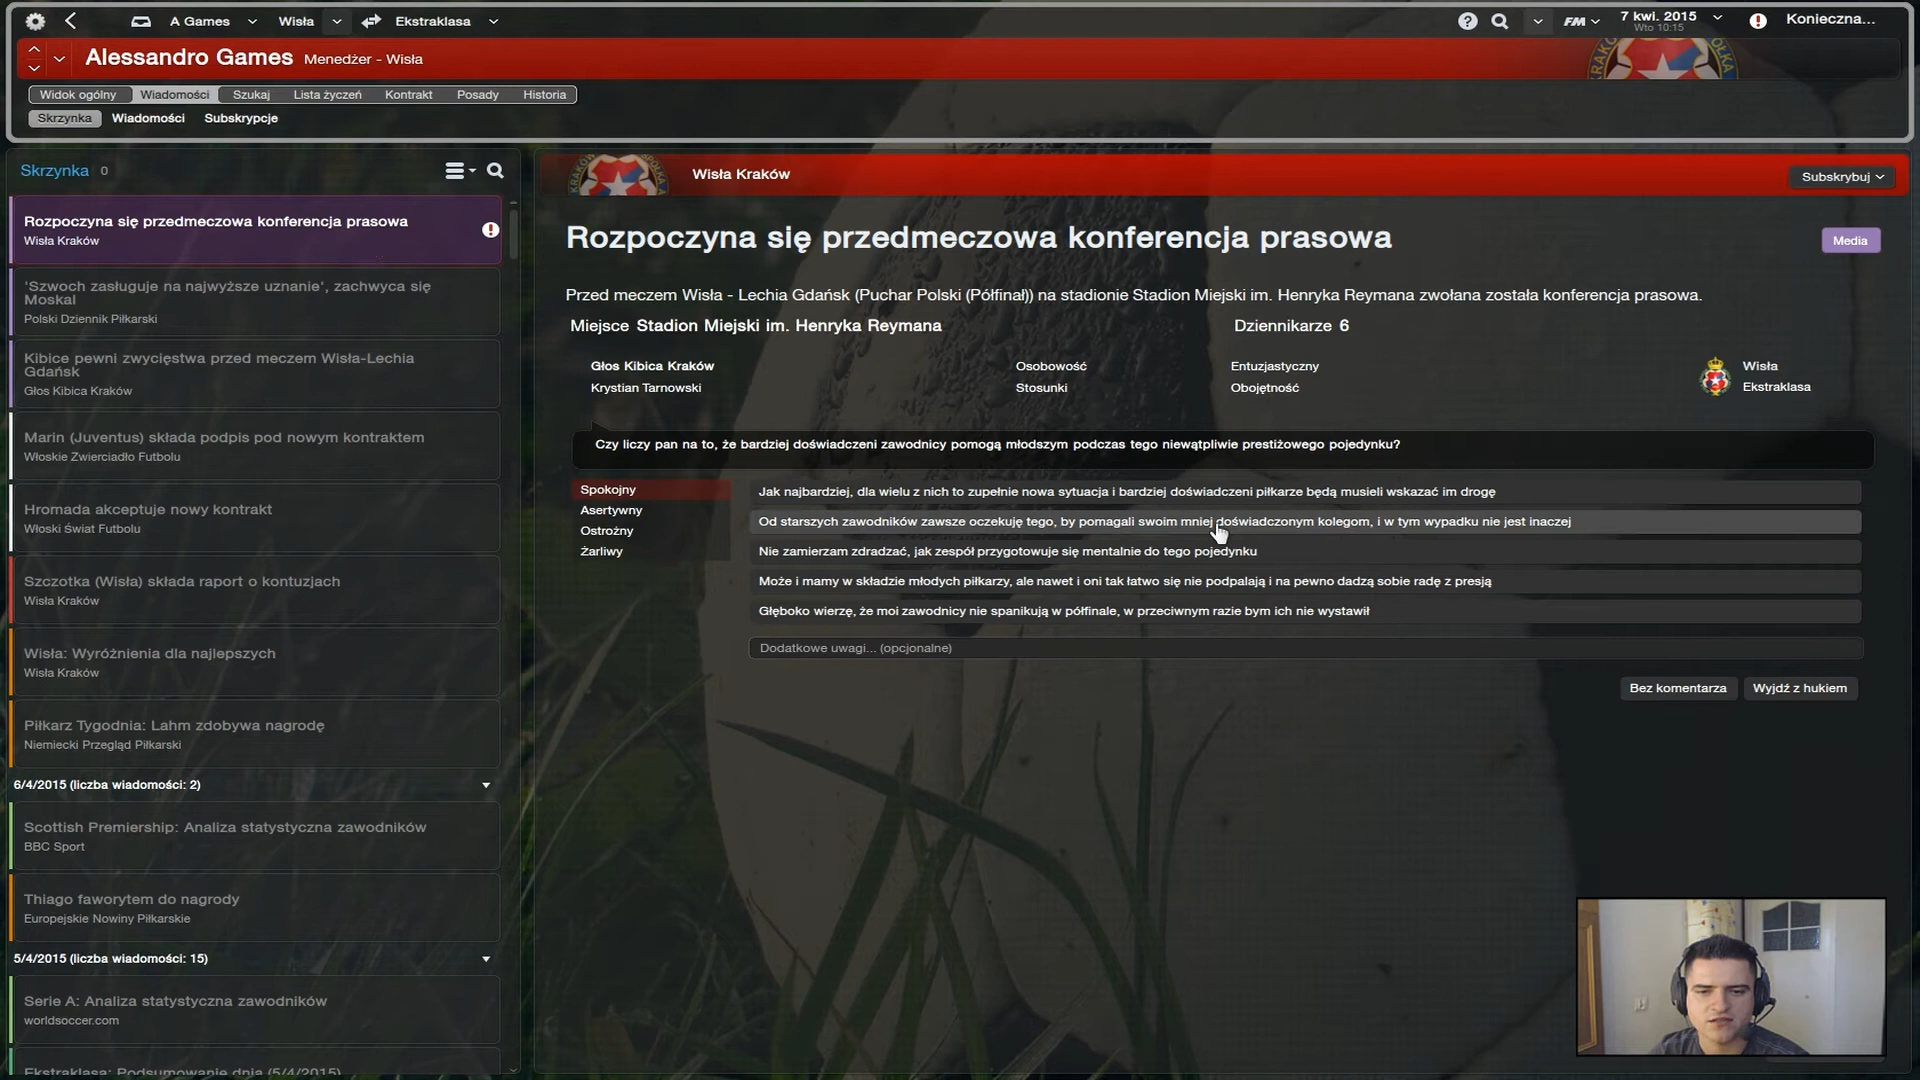 A Games
Wisła
Ekstraklasa
FM
7 kwi. 2015
Wto 10:15
Konieczna...
Alessandro Games Menedżer - Wisła
Widok ogólny Wiadomości Szukaj Lista życzeń Kontrakt Posady Historia
Skrzynka Wiadomości Subskrypcje
Skrzynka 0
Rozpoczyna się przedmeczowa konferencja prasowa
Wisła Kraków
'Szwoch zasługuje na najwyższe uznanie', zachwyca się
Moskal
Polski Dziennik Piłkarski
Kibice pewni zwycięstwa przed meczem Wisła-Lechia
Gdańsk
Głos Kibica Kraków
Marin (Juventus) składa podpis pod nowym kontraktem
Włoskie Zwierciadło Futbolu
Hromada akceptuje nowy kontrakt
Włoski Świat Futbolu
Szczotka (Wisła) składa raport o kontuzjach
Wisła Kraków
Wisła: Wyróżnienia dla najlepszych
Wisła Kraków
Piłkarz Tygodnia: Lahm zdobywa nagrodę
Niemiecki Przegląd Piłkarski
6/4/2015 (liczba wiadomości: 2)
Scottish Premiership: Analiza statystyczna zawodników
BBC Sport
Thiago faworytem do nagrody
Europejskie Nowiny Piłkarskie
5/4/2015 (liczba wiadomości: 15)
Serie A: Analiza statystyczna zawodników
worldsoccer.com
Ekstraklasa: Podsumowanie dnia (5/4/2015)
Wisła Kraków
Subskrybuj
Rozpoczyna się przedmeczowa konferencja prasowa
Media
Przed meczem Wisła - Lechia Gdańsk (Puchar Polski (Półfinał)) na stadionie Stadion Miejski im. Henryka Reymana zwołana została konferencja prasowa.
Miejsce Stadion Miejski im. Henryka Reymana
Dziennikarze 6
Głos Kibica Kraków Osobowość Entuzjastyczny Wisła
Krystian Tarnowski Stosunki Obojętność Ekstraklasa
Czy liczy pan na to, że bardziej doświadczeni zawodnicy pomogą młodszym podczas tego niewątpliwie prestiżowego pojedynku?
Spokojny
Asertywny
Ostrożny
Żarliwy
Jak najbardziej, dla wielu z nich to zupełnie nowa sytuacja i bardziej doświadczeni piłkarze będą musieli wskazać im drogę
Od starszych zawodników zawsze oczekuję tego, by pomagali swoim mniej doświadczonym kolegom, i w tym wypadku nie jest inaczej
Nie zamierzam zdradzać, jak zespół przygotowuje się mentalnie do tego pojedynku
Może i mamy w składzie młodych piłkarzy, ale nawet i oni tak łatwo się nie podpalają i na pewno dadzą sobie radę z presją
Głęboko wierzę, że moi zawodnicy nie spanikują w półfinale, w przeciwnym razie bym ich nie wystawił
Dodatkowe uwagi... (opcjonalne)
Bez komentarza
Wyjdź z hukiem